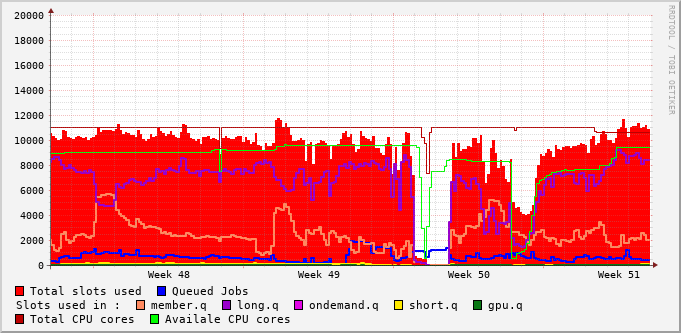 RRDTOOL / TOBI OETIKER
20000
18000
16000
14000
12000
10000
8000
6000
4000
2000
0
Week 48 Week 49 Week 50 Week 51
Total slots used Queued Jobs
Slots used in : member.q long.q ondemand.q short.q gpu.q
Total CPU cores Availale CPU cores